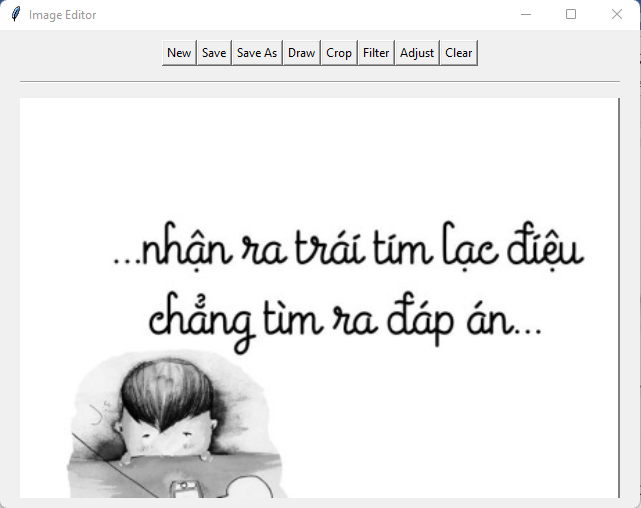 Image Editor
New Save Save As Draw Crop Filter Adjust Clear
...nhận ra trái tím lạc điệu
chẳng tìm ra đáp án...